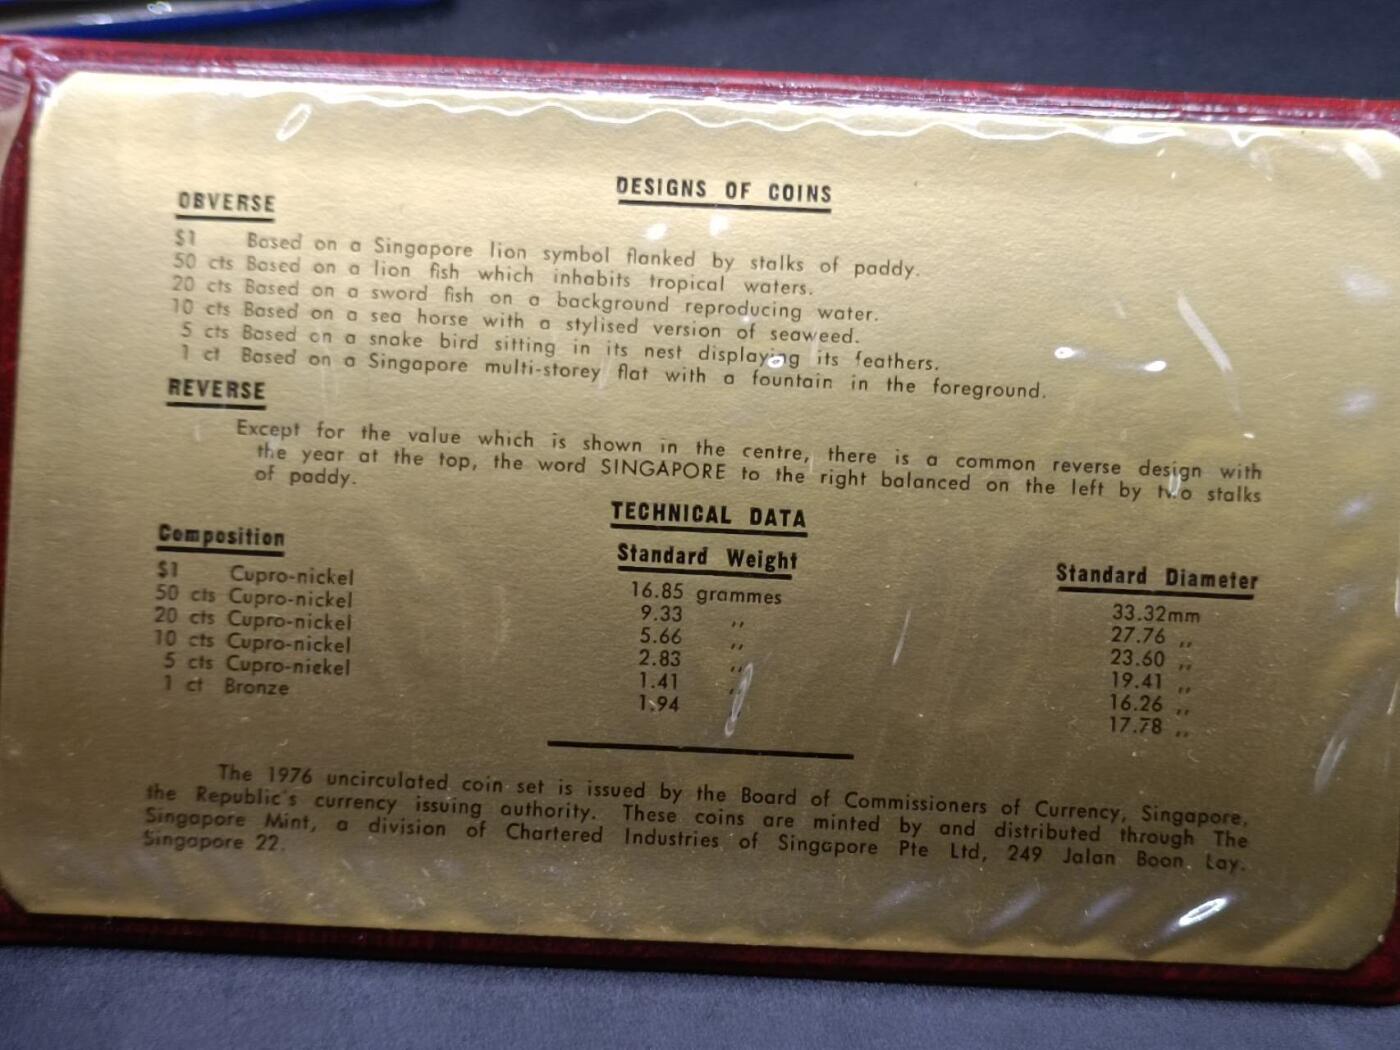 DESIGNS OF COINS
OBVERSE
$1 Based on a Singapore lion symbol flanked by stalks of paddy.
50 cts Based on a lion fish which inhabits tropical waters.
20 cts Based on a sword fish on a background reproducing water.
10 cts Based on a sea horse with a stylised version of seaweed.
5 cts Based on a snake bird sitting in its nest displaying its feathers.
1 ct Based on a Singapore multi-storey flat with a fountain in the foreground.
REVERSE
Except for the value which is shown in the centre, there is a common reverse design with
the year at the top, the word SINGAPORE to the right balanced on the left by two stalks
of paddy.
TECHNICAL DATA
Composition Standard Weight Standard Diameter
$1 Cupro-nickel 16.85 grammes 33.32mm
50 cts Cupro-nickel 9.33 ,, 27.76 ,,
20 cts Cupro-nickel 5.66 ,, 23.60 ,,
10 cts Cupro-nickel 2.83 ,, 19.41 ,,
5 cts Cupro-nickel 1.41 ,, 16.26 ,,
1 ct Bronze 1.94 ,, 17.78 ,,
The 1976 uncirculated coin set is issued by the Board of Commissioners of Currency, Singapore,
the Republic's currency issuing authority. These coins are minted by and distributed through The
Singapore Mint, a division of Chartered Industries of Singapore Pte Ltd, 249 Jalan Boon Lay.
Singapore 22.